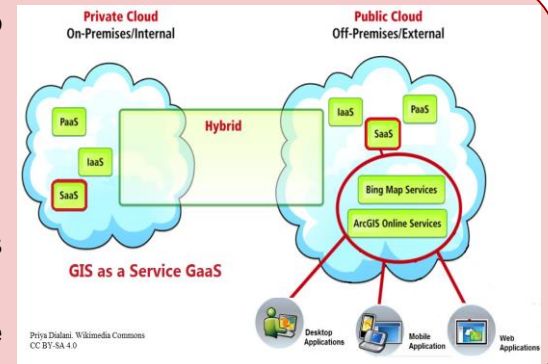 Private Cloud
On-Premises/Internal
Public Cloud
Off-Premises/External
PaaS
IaaS
SaaS
Hybrid
IaaS
PaaS
SaaS
Bing Map Services
ArcGIS Online Services
GIS as a Service GaaS
Desktop
Applications
Mobile
Application
Web
Applications
Priya Dialani. Wikimedia Commons
CC BY-SA 4.0